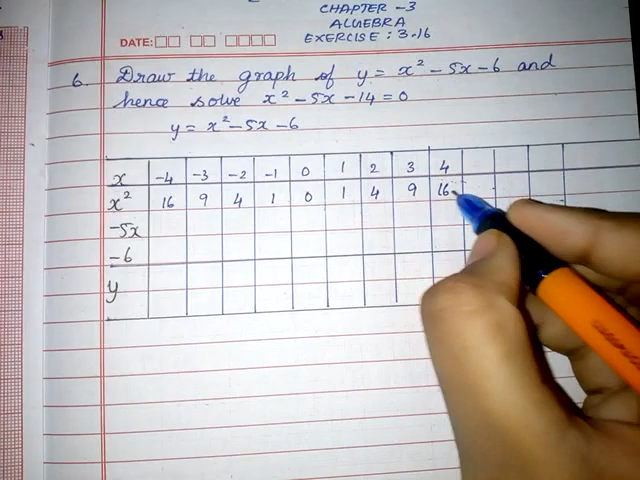 CHAPTER -3
ALGEBRA
DATE: EXERCISE : 3.16
6. Draw the graph of y = x² - 5x - 6 and
hence solve x² - 5x - 14 = 0
y = x² - 5x - 6
x -4 -3 -2 -1 0 1 2 3 4
x² 16 9 4 1 0 1 4 9 16
-5x
-6
y